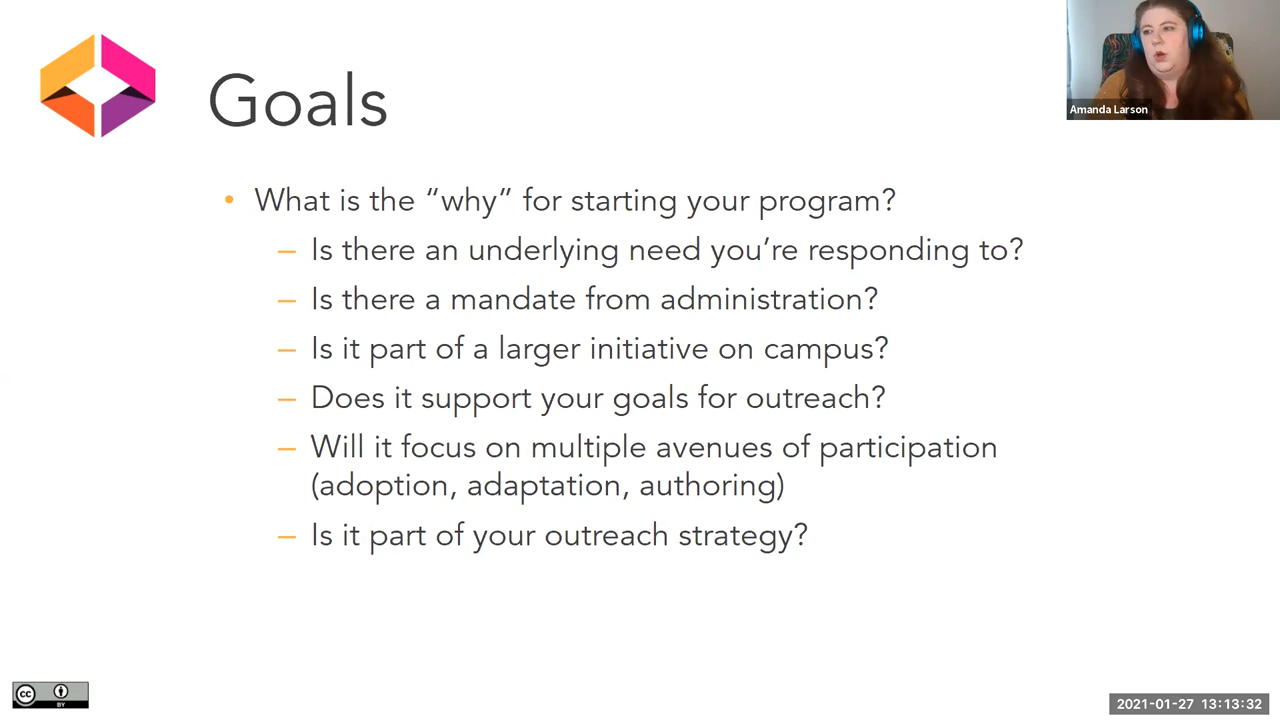 Goals
Amanda Larson
• What is the “why” for starting your program?
– Is there an underlying need you’re responding to?
– Is there a mandate from administration?
– Is it part of a larger initiative on campus?
– Does it support your goals for outreach?
– Will it focus on multiple avenues of participation
(adoption, adaptation, authoring)
– Is it part of your outreach strategy?
cc
BY
2021-01-27 13:13:32